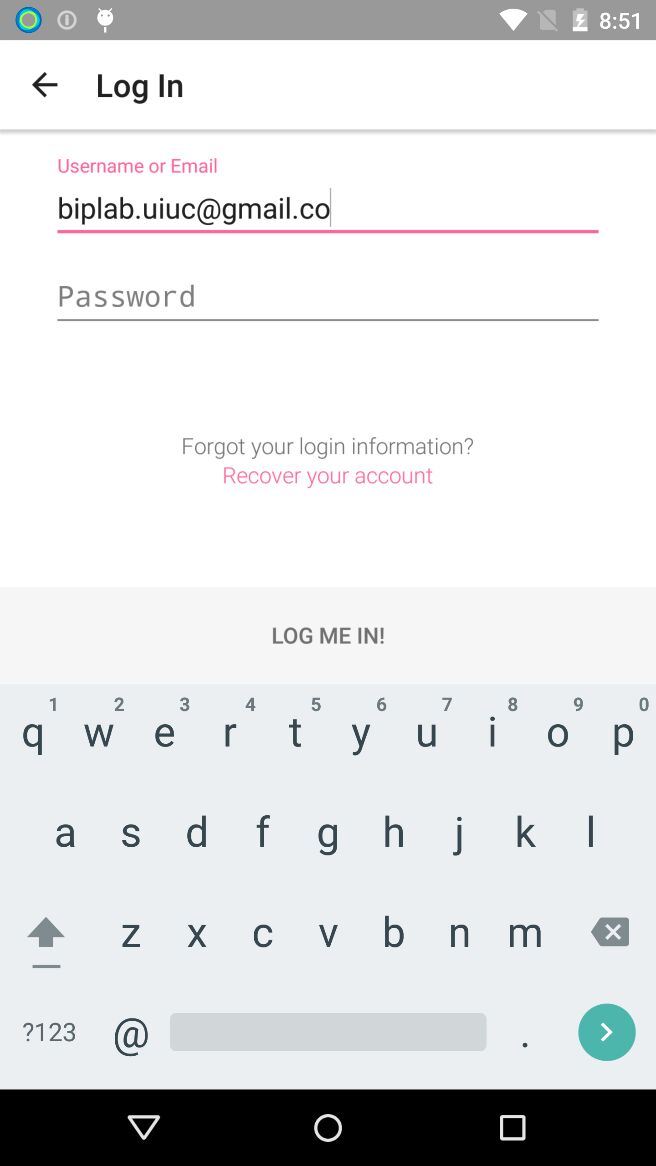 8:51
Log In
Username or Email
biplab.uiuc@gmail.co
Password
Forgot your login information?
Recover your account
LOG ME IN!
1 2 3 4 5 6 7 8 9 0
q w e r t y u i o p
a s d f g h j k l
z x c v b n m
?123 @ .